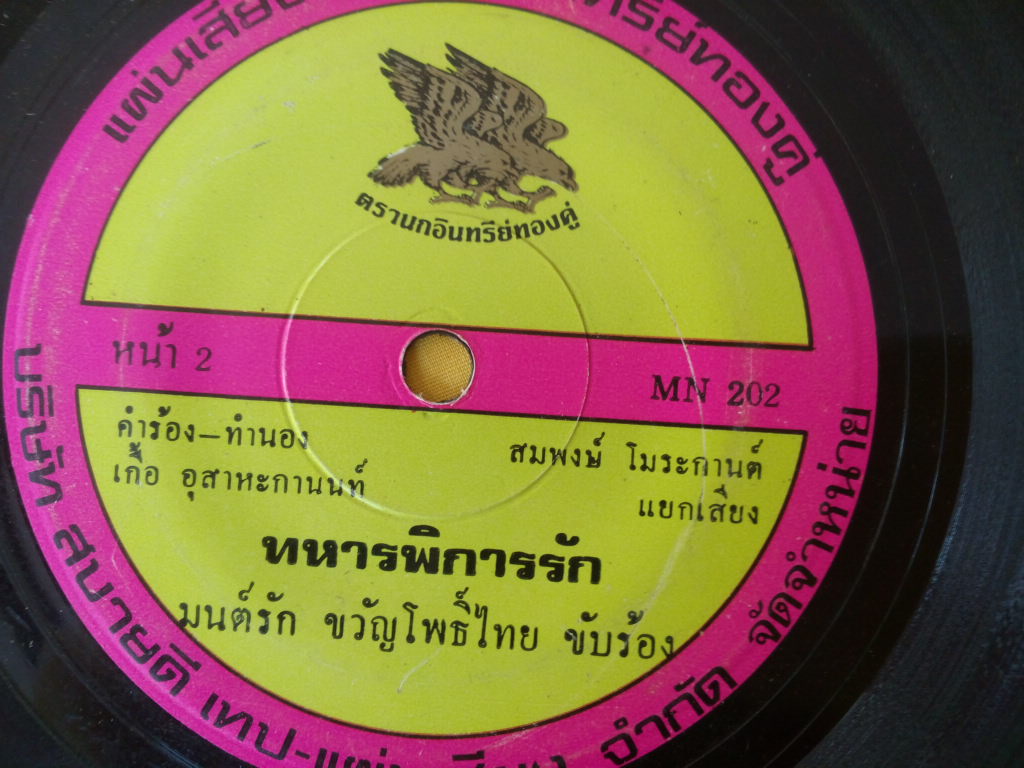 แผ่นเสีย
ทรีย์ทองคู่
ตรานกอินทรีย์ทองคู่
หน้า 2
MN 202
คำร้อง–ทำนอง
เกื้อ อุสาหะกานนท์
สมพงษ์ โมระกานต์
แยกเสียง
ทหารพิการรัก
มนต์รัก ขวัญโพธิ์ไทย ขับร้อง
บริษัท สบายดี เทป-แผ่นเสียง จำกัด จัดจำหน่าย